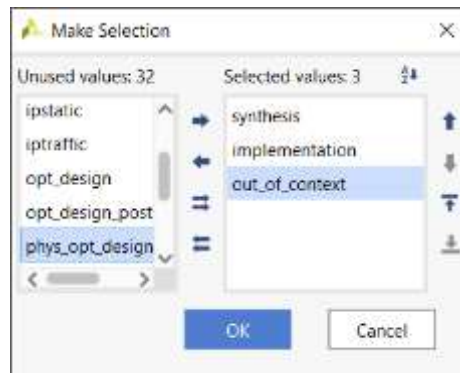 Make Selection
Unused values: 32
ipstatic
iptraffic
opt_design
opt_design_post
phys_opt_design
Selected values: 3
synthesis
implementation
out_of_context
OK
Cancel